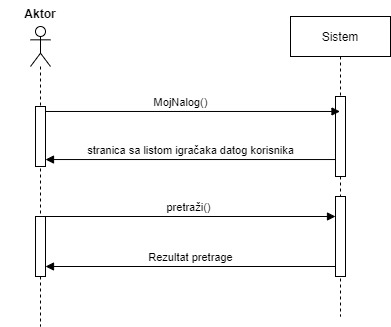 Aktor
Sistem
MojNalog()
stranica sa listom igračaka datog korisnika
pretraži()
Rezultat pretrage